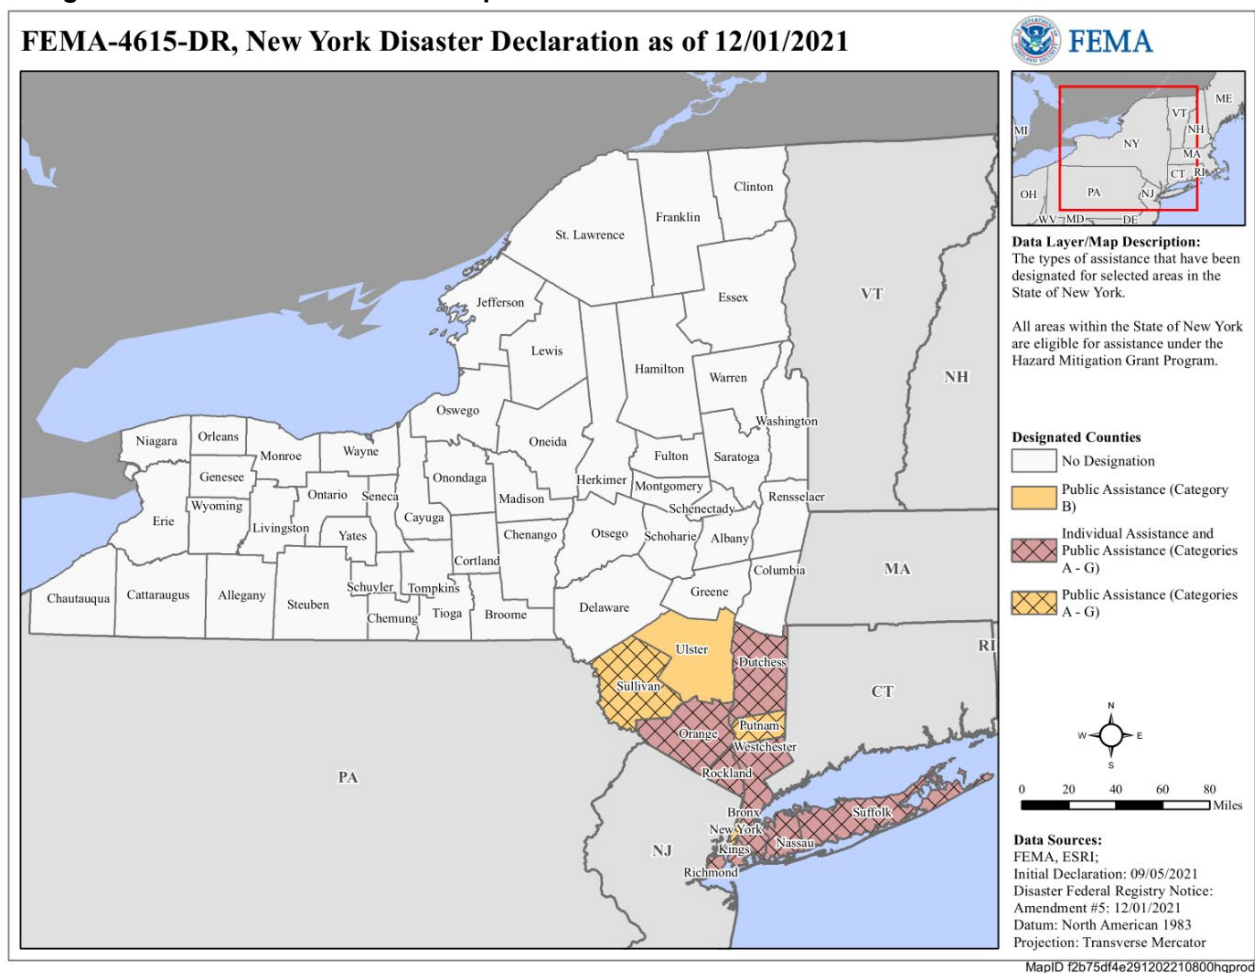 FEMA-4615-DR, New York Disaster Declaration as of 12/01/2021
FEMA
Clinton
Franklin
St. Lawrence
Essex
Jefferson
Lewis
Hamilton
Warren
Washington
Oswego
Oneida
Herkimer
Fulton
Saratoga
Niagara
Orleans
Monroe
Wayne
Genesee
Onondaga
Madison
Montgomery
Schenectady
Rensselaer
Erie
Wyoming
Livingston
Ontario
Seneca
Yates
Cayuga
Cortland
Chenango
Otsego
Schoharie
Albany
Columbia
Chautauqua
Cattaraugus
Allegany
Steuben
Schuyler
Tompkins
Chemung
Tioga
Broome
Delaware
Greene
Ulster
Sullivan
Dutchess
Putnam
Orange
Westchester
Rockland
Bronx
New York
Kings
Richmond
Nassau
Suffolk
VT
NH
MA
RI
CT
PA
NJ
ME
VT
MI
NH
NY
MA
CT
RI
OH
PA
NJ
WV
MD
DE
Data Layer/Map Description:
The types of assistance that have been
designated for selected areas in the
State of New York.
All areas within the State of New York
are eligible for assistance under the
Hazard Mitigation Grant Program.
Designated Counties
No Designation
Public Assistance (Category
B)
Individual Assistance and
Public Assistance (Categories
A - G)
Public Assistance (Categories
A - G)
N
W
E
S
0 20 40 60 80
Miles
Data Sources:
FEMA, ESRI;
Initial Declaration: 09/05/2021
Disaster Federal Registry Notice:
Amendment #5: 12/01/2021
Datum: North American 1983
Projection: Transverse Mercator
MapID f2b75df4e291202210800hqprod